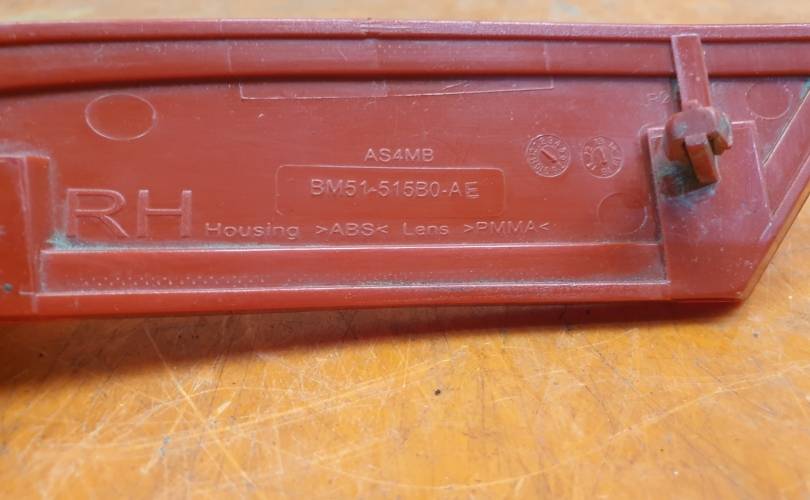 AS4MB
BM51-515B0-AE
RH
Housing >ABS< Lens >PMMA<